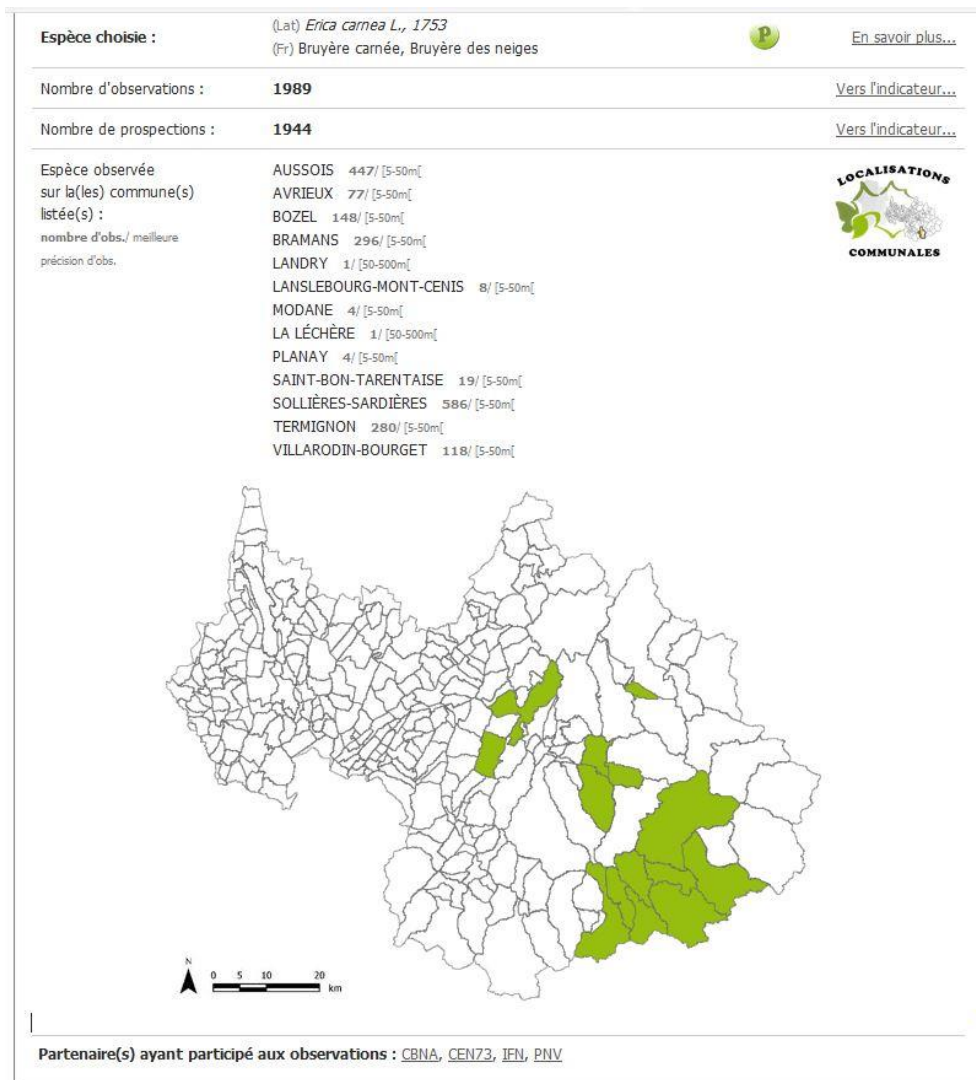 Espèce choisie :
(Lat) Erica carnea L., 1753
(Fr) Bruyère carnée, Bruyère des neiges
P
En savoir plus...
Nombre d'observations :
1989
Vers l'indicateur...
Nombre de prospections :
1944
Vers l'indicateur...
Espèce observée
sur la(les) commune(s)
listée(s) :
nombre d'obs./ meilleure
précision d'obs.
AUSSOIS 447/ [5-50m[
AVRIEUX 77/ [5-50m[
BOZEL 148/ [5-50m[
BRAMANS 296/ [5-50m[
LANDRY 1/ [50-500m[
LANSLEBOURG-MONT-CENIS 8/ [5-50m[
MODANE 4/ [5-50m[
LA LÉCHÈRE 1/ [50-500m[
PLANAY 4/ [5-50m[
SAINT-BON-TARENTAISE 19/ [5-50m[
SOLLIÈRES-SARDIÈRES 586/ [5-50m[
TERMIGNON 280/ [5-50m[
VILLARODIN-BOURGET 118/ [5-50m[
LOCALISATIONS
COMMUNALES
N
0 5 10 20
km
Partenaire(s) ayant participé aux observations : CBNA, CEN73, IFN, PNV